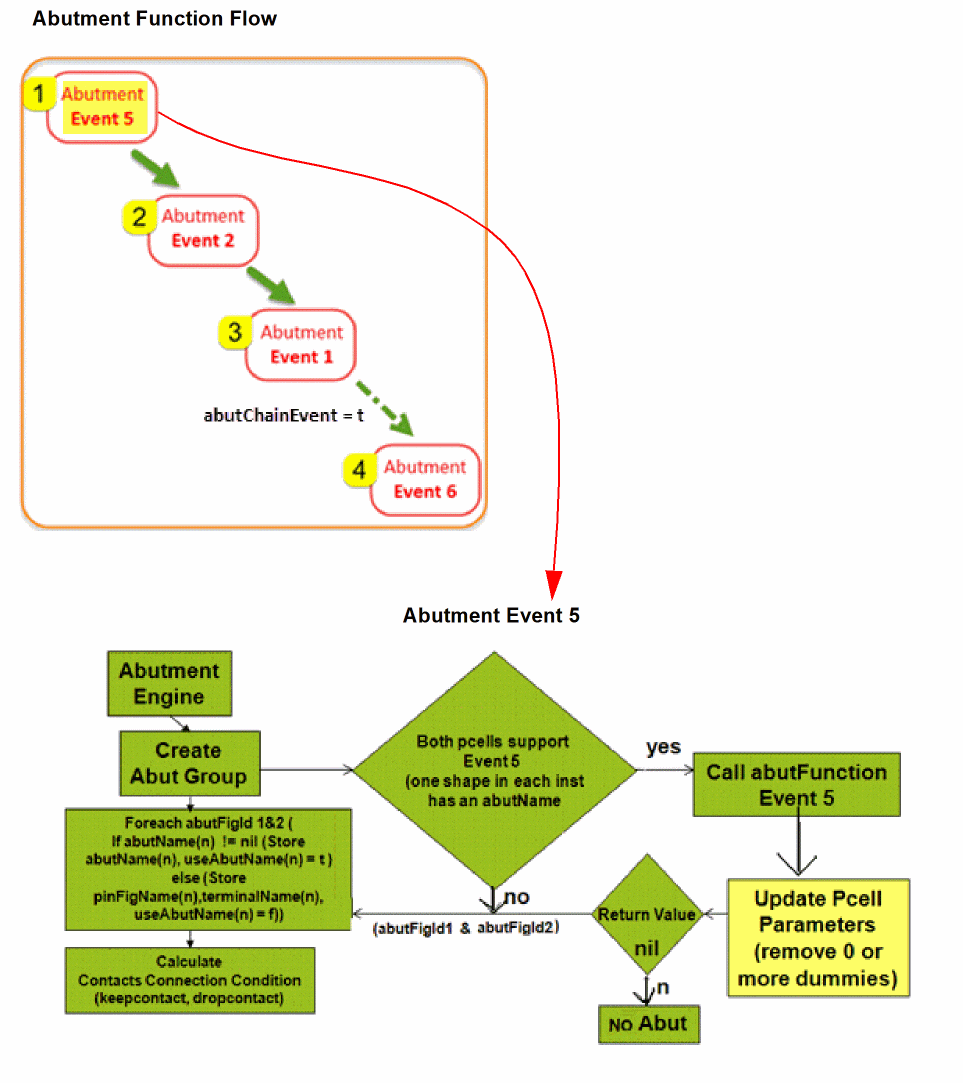 Abutment Function Flow
1
Abutment
Event 5
2
Abutment
Event 2
3
Abutment
Event 1
abutChainEvent = t
4
Abutment
Event 6
Abutment Event 5
Abutment
Engine
Create
Abut Group
Both pcells support
Event 5
(one shape in each inst
has an abutName
yes
Call abutFunction
Event 5
Foreach abutFigId 1&2 (
If abutName(n) != nil (Store
abutName(n), useAbutName(n) = t )
else (Store
pinFigName(n),terminalName(n),
useAbutName(n) = f))
no
(abutFigId1 & abutFigId2)
Return Value
nil
Update Pcell
Parameters
(remove 0 or
more dummies)
Calculate
Contacts Connection Condition
(keepcontact, dropcontact)
n
NO Abut